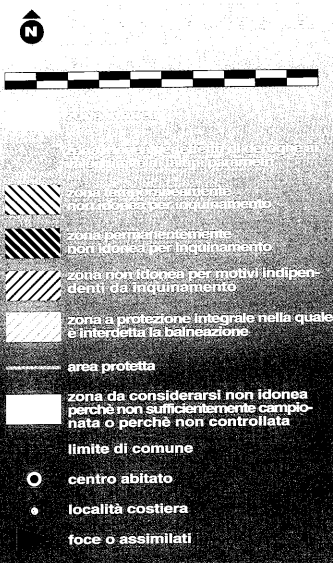 N
zona temporaneamente
non idonea per inquinamento
zona permanentemente
non idonea per inquinamento
zona non idonea per motivi indipen-
denti da inquinamento
zona a protezione integrale nella quale
è interdetta la balneazione
area protetta
zona da considerarsi non idonea
perchè non sufficientemente campio-
nata o perchè non controllata
limite di comune
centro abitato
località costiera
foce o assimilati